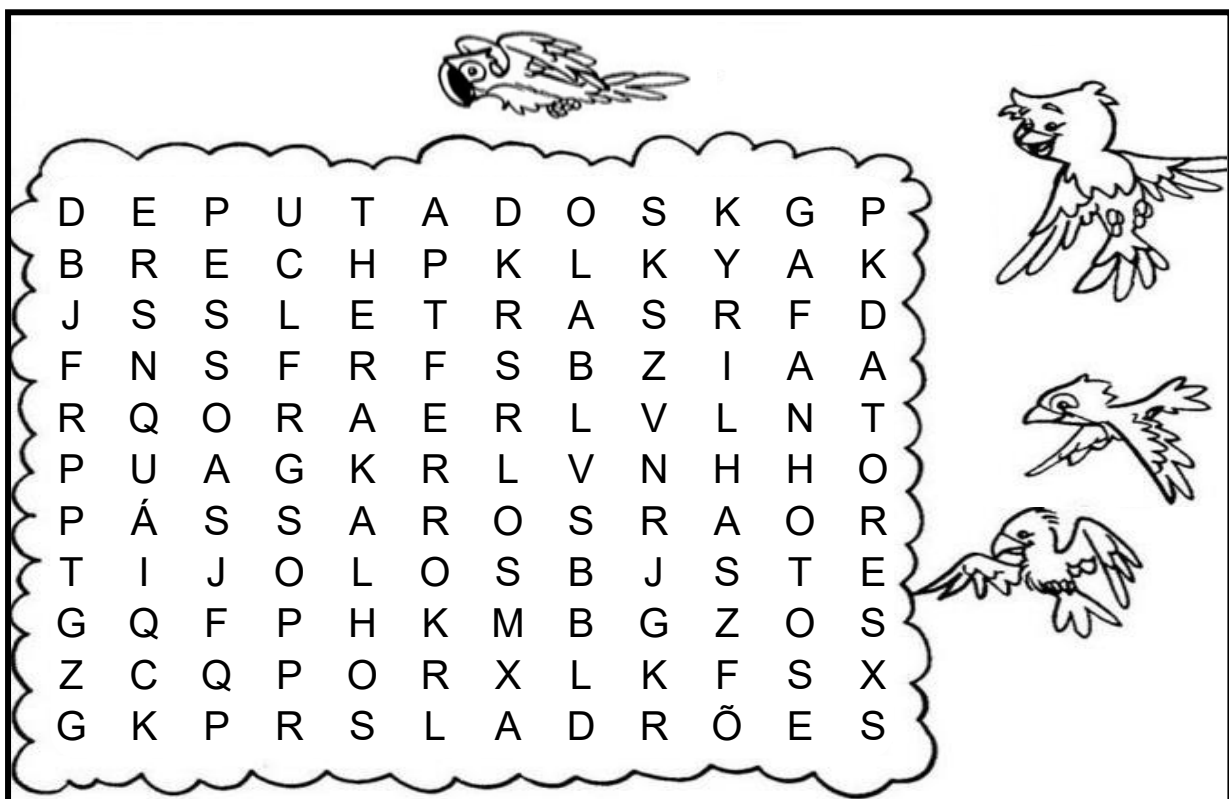 D E P U T A D O S K G P
B R E C H P K L K Y A K
J S S L E T R A S R F D
F N S F R F S B Z I A A
R Q O R A E R L V L N T
P U A G K R L V N H H O
P Á S S A R O S R A O R
T I J O L O S B J S T E
G Q F P H K M B G Z O S
Z C Q P O R X L K F S X
G K P R S L A D R Õ E S